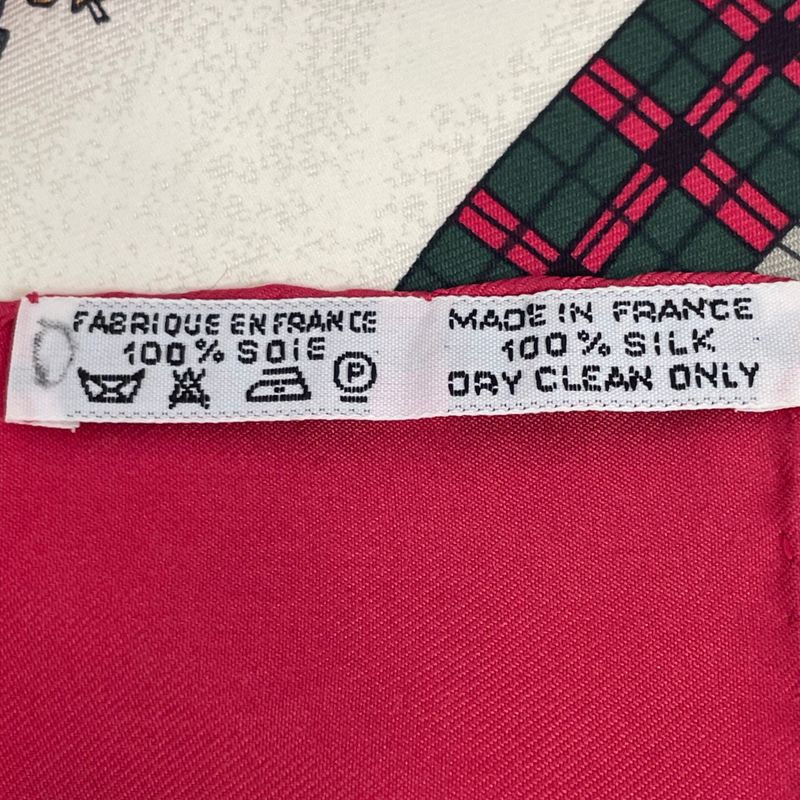 FABRIQUE EN FRANCE
100% SOIE
P
MADE IN FRANCE
100% SILK
DRY CLEAN ONLY